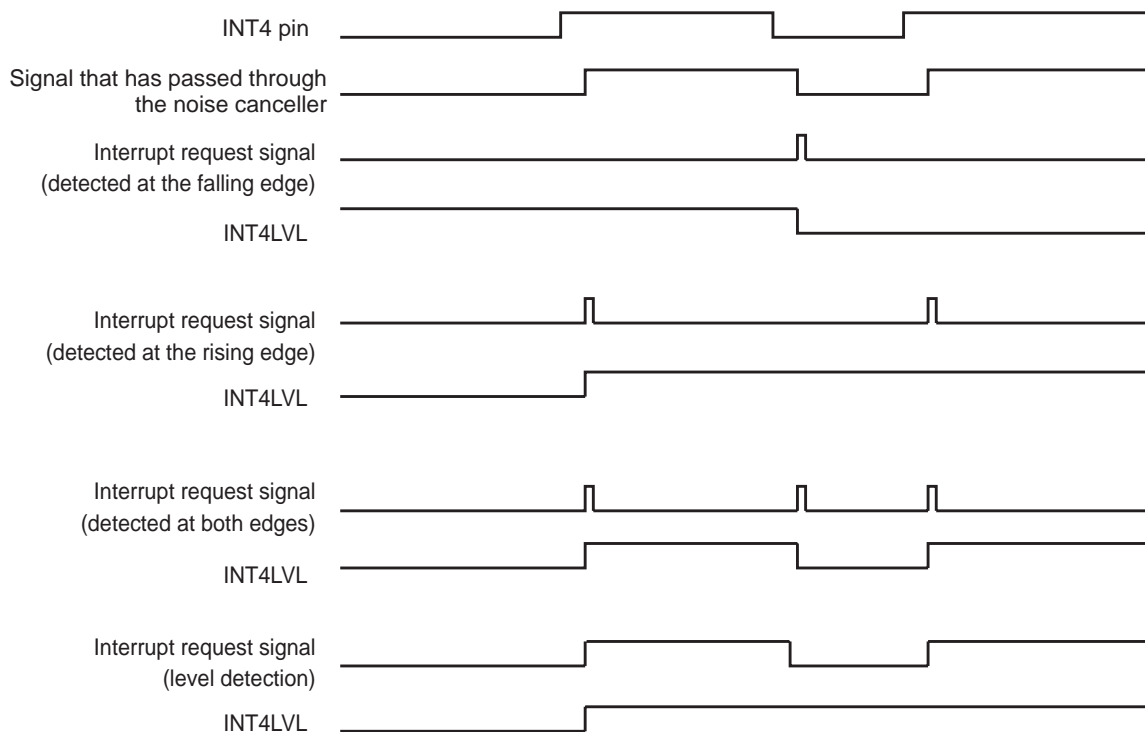 INT4 pin
Signal that has passed through
the noise canceller
Interrupt request signal
(detected at the falling edge)
INT4LVL
Interrupt request signal
(detected at the rising edge)
INT4LVL
Interrupt request signal
(detected at both edges)
INT4LVL
Interrupt request signal
(level detection)
INT4LVL